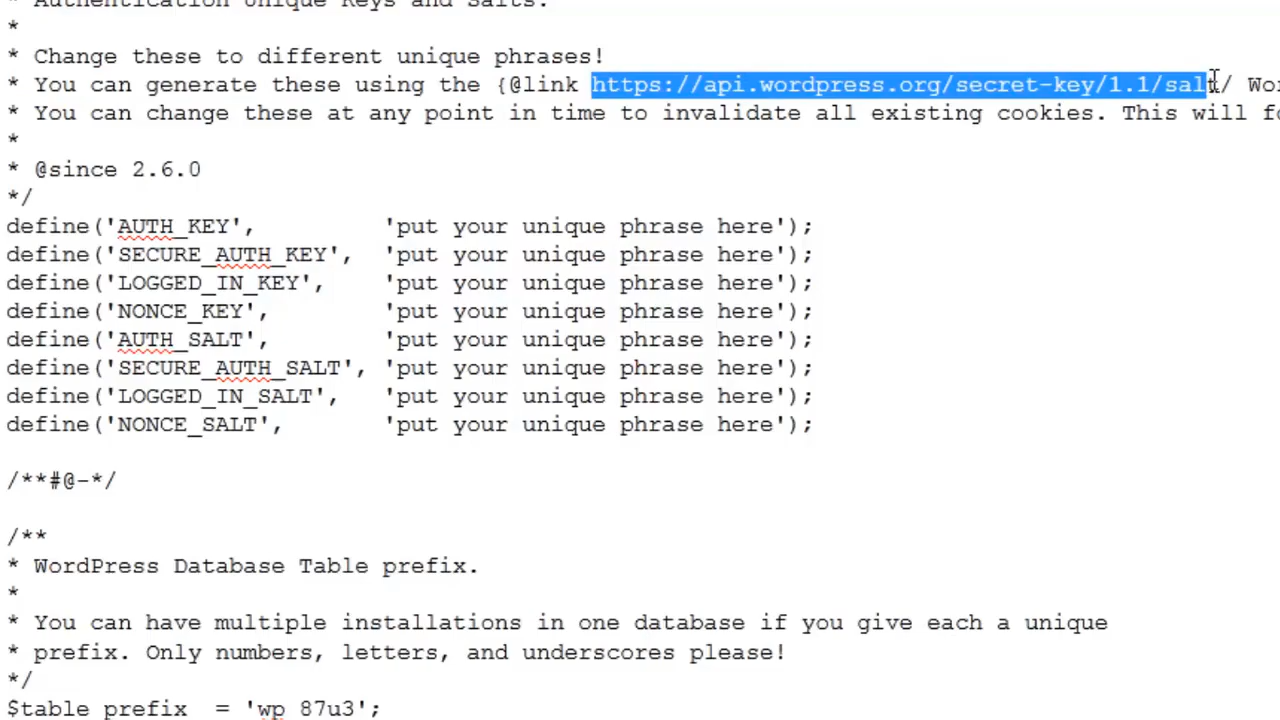 * Authentication Unique Keys and Salts.
*
* Change these to different unique phrases!
* You can generate these using the {@link https://api.wordpress.org/secret-key/1.1/salt/
* You can change these at any point in time to invalidate all existing cookies. This will
*
* @since 2.6.0
*/
define('AUTH_KEY',         'put your unique phrase here');
define('SECURE_AUTH_KEY',  'put your unique phrase here');
define('LOGGED_IN_KEY',    'put your unique phrase here');
define('NONCE_KEY',        'put your unique phrase here');
define('AUTH_SALT',        'put your unique phrase here');
define('SECURE_AUTH_SALT', 'put your unique phrase here');
define('LOGGED_IN_SALT',   'put your unique phrase here');
define('NONCE_SALT',       'put your unique phrase here');
/**#@-*/
/**
* WordPress Database Table prefix.
*
* You can have multiple installations in one database if you give each a unique
* prefix. Only numbers, letters, and underscores please!
*/
$table_prefix  = 'wp_87u3';